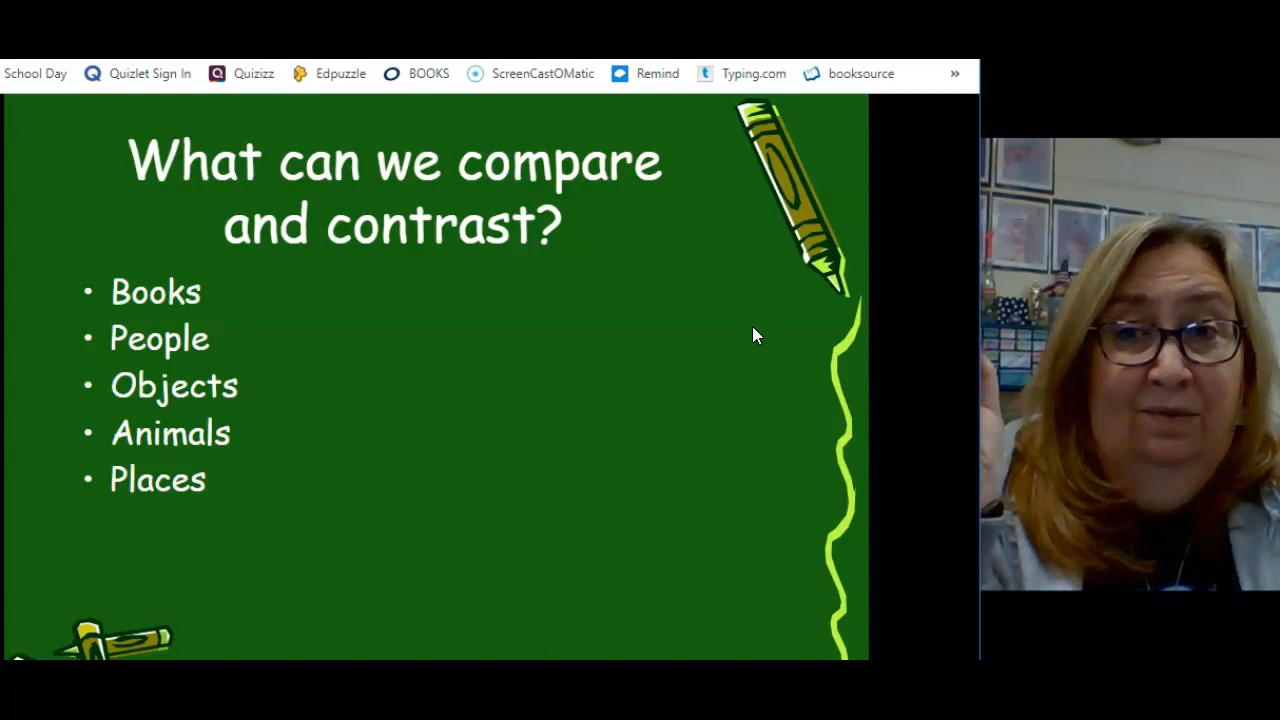 School Day Quizlet Sign In Quizizz Edpuzzle BOOKS ScreenCastOMatic Remind Typing.com booksource »
What can we compare
and contrast?
• Books
• People
• Objects
• Animals
• Places